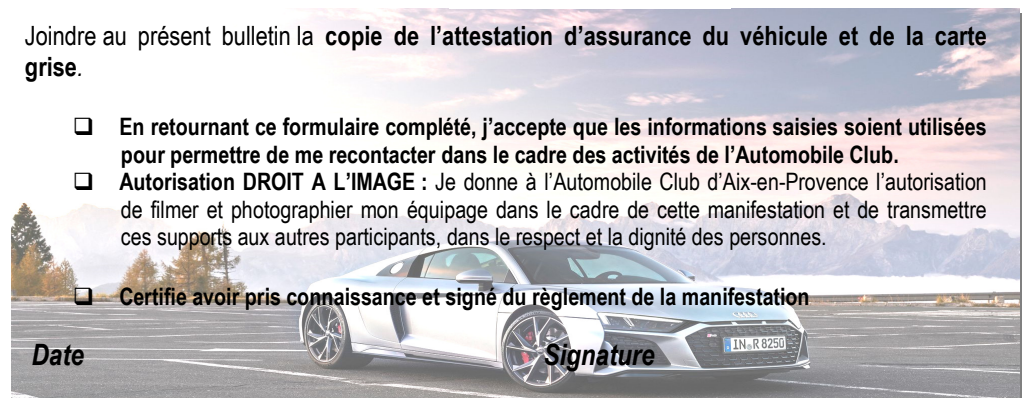 Joindre au présent bulletin la copie de l'attestation d'assurance du véhicule et de la carte
grise.
❑ En retournant ce formulaire complété, j'accepte que les informations saisies soient utilisées
pour permettre de me recontacter dans le cadre des activités de l'Automobile Club.
❑ Autorisation DROIT A L'IMAGE : Je donne à l'Automobile Club d'Aix-en-Provence l'autorisation
de filmer et photographier mon équipage dans le cadre de cette manifestation et de transmettre
ces supports aux autres participants, dans le respect et la dignité des personnes.
❑ Certifie avoir pris connaissance et signé du règlement de la manifestation
Date Signature
IN R 8250